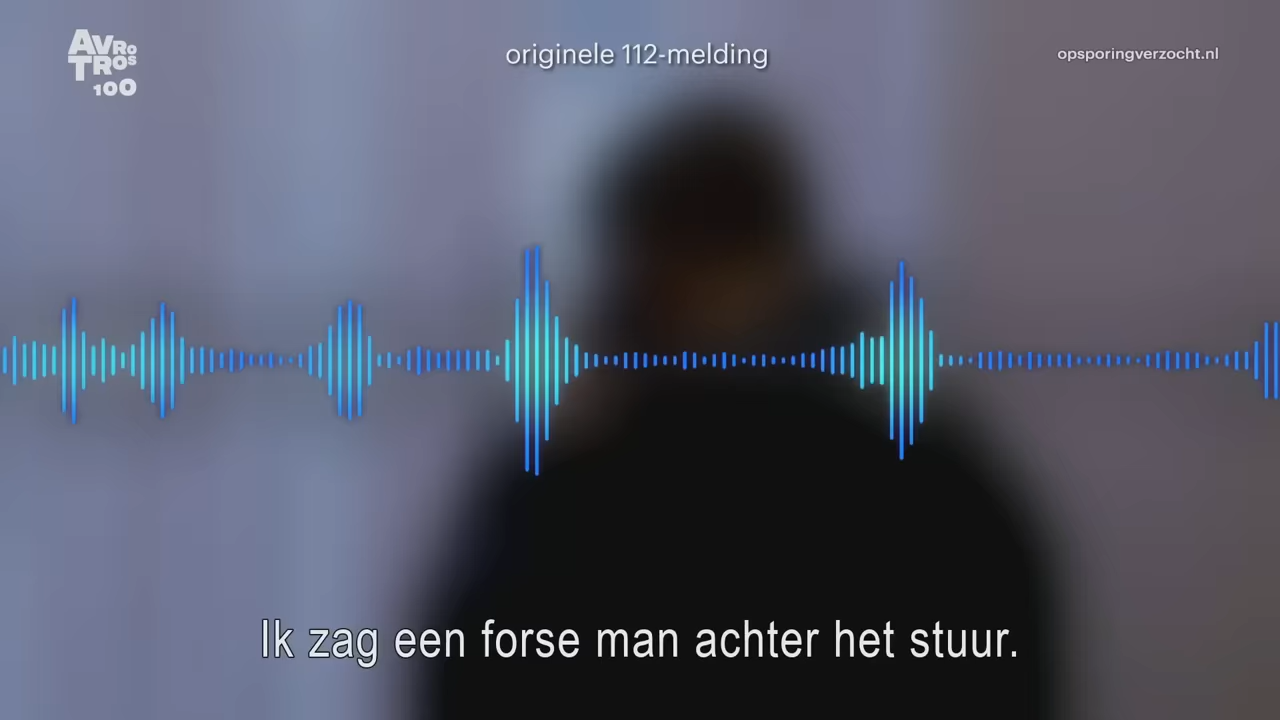 AVRO
TROS
100
originele 112-melding
opsporingverzocht.nl
Ik zag een forse man achter het stuur.